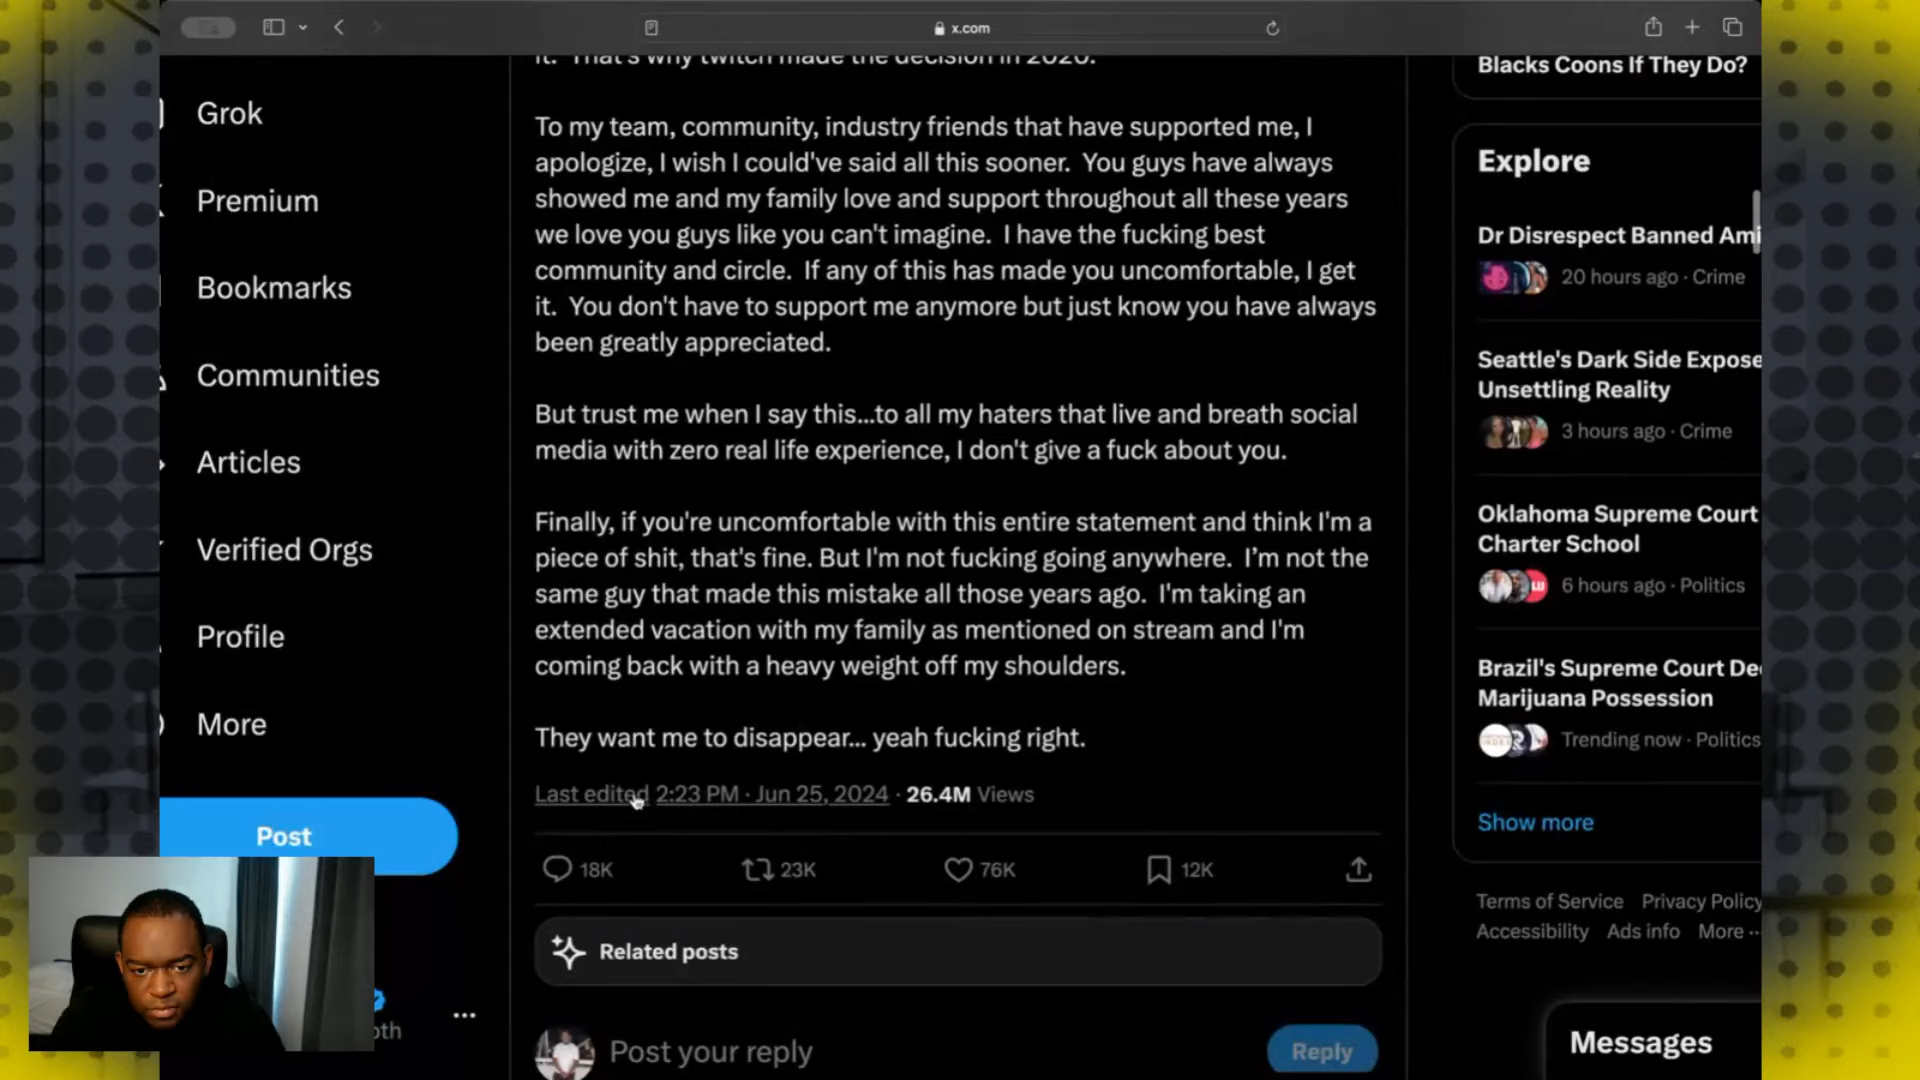 x.com
Grok
Premium
Bookmarks
Communities
Articles
Verified Orgs
Profile
More
Post
oth
it. That's why twitch made the decision in 2020.
To my team, community, industry friends that have supported me, I
apologize, I wish I could've said all this sooner. You guys have always
showed me and my family love and support throughout all these years
we love you guys like you can't imagine. I have the fucking best
community and circle. If any of this has made you uncomfortable, I get
it. You don't have to support me anymore but just know you have always
been greatly appreciated.
But trust me when I say this...to all my haters that live and breath social
media with zero real life experience, I don't give a fuck about you.
Finally, if you're uncomfortable with this entire statement and think I'm a
piece of shit, that's fine. But I'm not fucking going anywhere. I’m not the
same guy that made this mistake all those years ago. I'm taking an
extended vacation with my family as mentioned on stream and I'm
coming back with a heavy weight off my shoulders.
They want me to disappear... yeah fucking right.
Last edited 2:23 PM · Jun 25, 2024 · 26.4M Views
18K 23K 76K 12K
Related posts
Post your reply
Reply
Blacks Coons If They Do?
Explore
Dr Disrespect Banned Ami
20 hours ago · Crime
Seattle's Dark Side Expose
Unsettling Reality
3 hours ago · Crime
Oklahoma Supreme Court
Charter School
6 hours ago · Politics
Brazil's Supreme Court De
Marijuana Possession
Trending now · Politics
Show more
Terms of Service Privacy Policy
Accessibility Ads info More ··
Messages